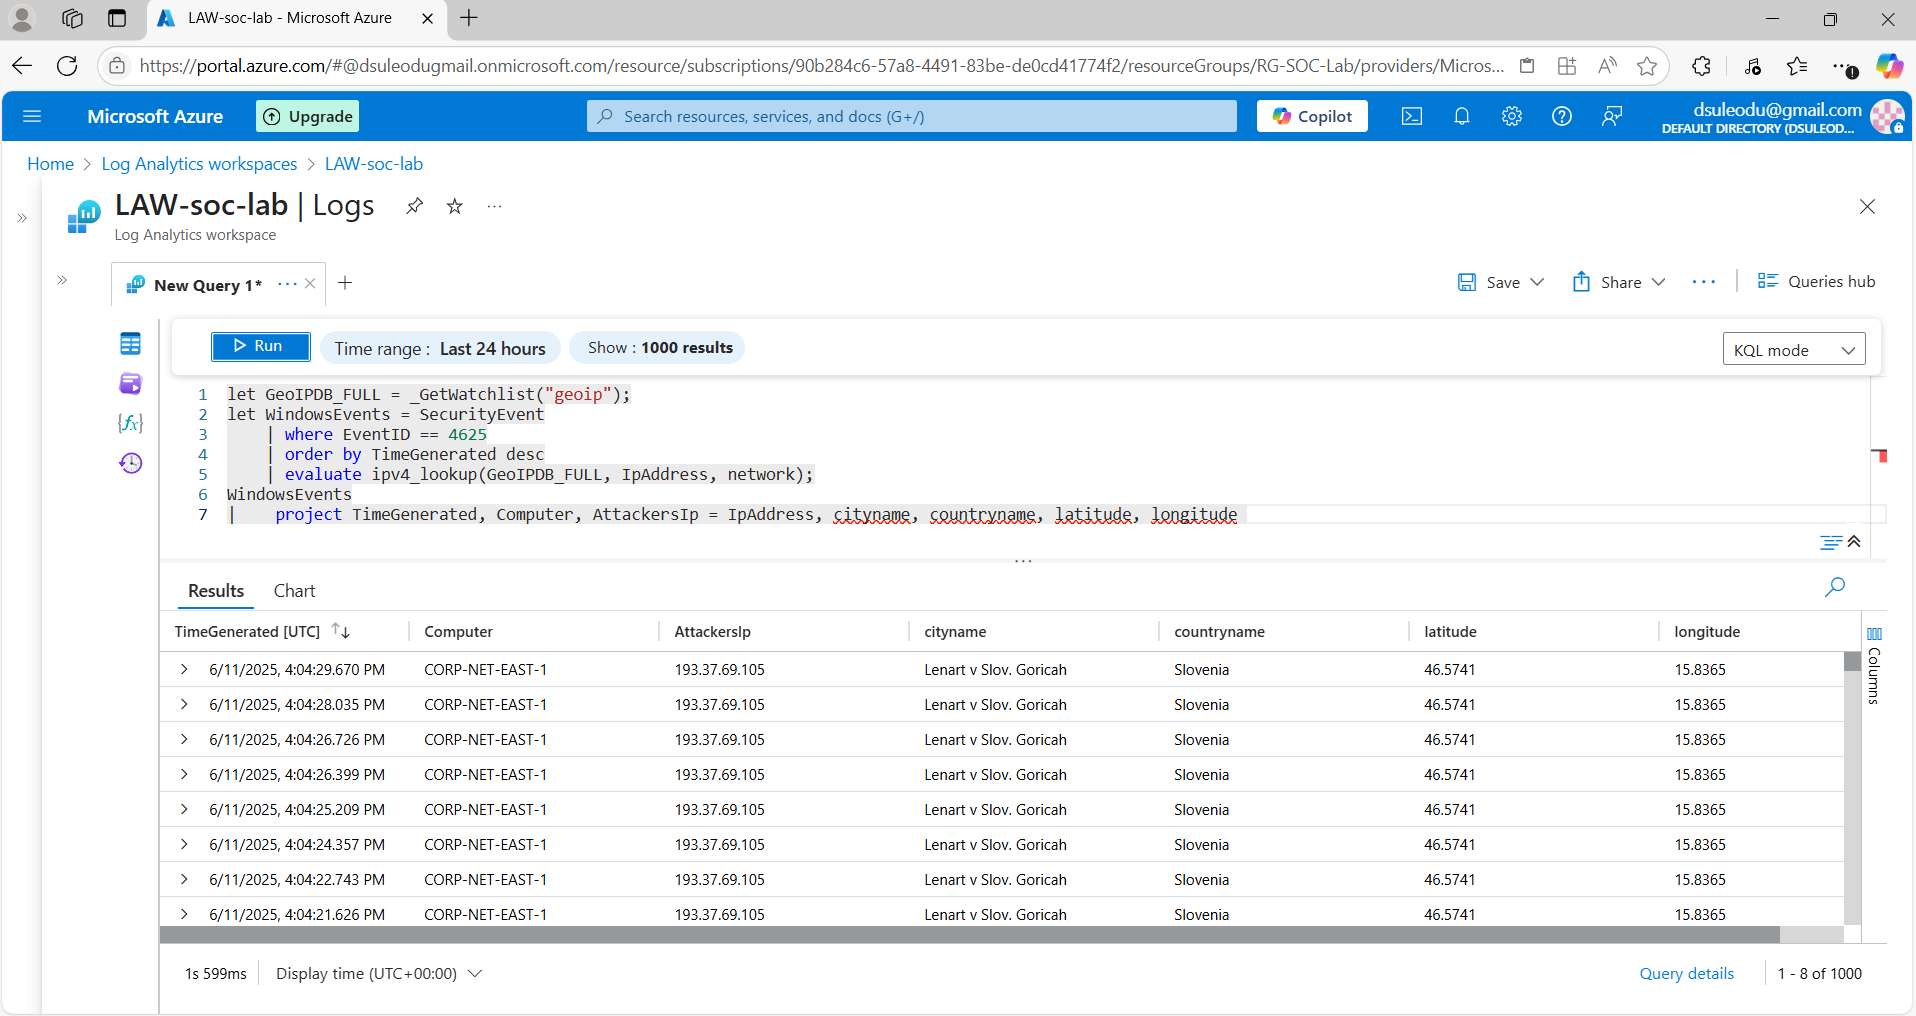 LAW-soc-lab - Microsoft Azure
https://portal.azure.com/#@dsuleodugmail.onmicrosoft.com/resource/subscriptions/90b284c6-57a8-4491-83be-de0cd41774f2/resourceGroups/RG-SOC-Lab/providers/Micros...
Microsoft Azure
Upgrade
Search resources, services, and docs (G+/)
Copilot
dsuleodu@gmail.com
DEFAULT DIRECTORY (DSULEOD...
Home > Log Analytics workspaces > LAW-soc-lab
LAW-soc-lab | Logs
Log Analytics workspace
New Query 1*
Save
Share
Queries hub
Run
Time range : Last 24 hours
Show : 1000 results
KQL mode
1 let GeoIPDB_FULL = _GetWatchlist("geoip");
2 let WindowsEvents = SecurityEvent
3 | where EventID == 4625
4 | order by TimeGenerated desc
5 | evaluate ipv4_lookup(GeoIPDB_FULL, IpAddress, network);
6 WindowsEvents
7 | project TimeGenerated, Computer, AttackersIp = IpAddress, cityname, countryname, latitude, longitude
Results Chart
TimeGenerated [UTC] Computer AttackersIp cityname countryname latitude longitude
6/11/2025, 4:04:29.670 PM CORP-NET-EAST-1 193.37.69.105 Lenart v Slov. Goricah Slovenia 46.5741 15.8365
6/11/2025, 4:04:28.035 PM CORP-NET-EAST-1 193.37.69.105 Lenart v Slov. Goricah Slovenia 46.5741 15.8365
6/11/2025, 4:04:26.726 PM CORP-NET-EAST-1 193.37.69.105 Lenart v Slov. Goricah Slovenia 46.5741 15.8365
6/11/2025, 4:04:26.399 PM CORP-NET-EAST-1 193.37.69.105 Lenart v Slov. Goricah Slovenia 46.5741 15.8365
6/11/2025, 4:04:25.209 PM CORP-NET-EAST-1 193.37.69.105 Lenart v Slov. Goricah Slovenia 46.5741 15.8365
6/11/2025, 4:04:24.357 PM CORP-NET-EAST-1 193.37.69.105 Lenart v Slov. Goricah Slovenia 46.5741 15.8365
6/11/2025, 4:04:22.743 PM CORP-NET-EAST-1 193.37.69.105 Lenart v Slov. Goricah Slovenia 46.5741 15.8365
6/11/2025, 4:04:21.626 PM CORP-NET-EAST-1 193.37.69.105 Lenart v Slov. Goricah Slovenia 46.5741 15.8365
Columns
1s 599ms
Display time (UTC+00:00)
Query details
1 - 8 of 1000